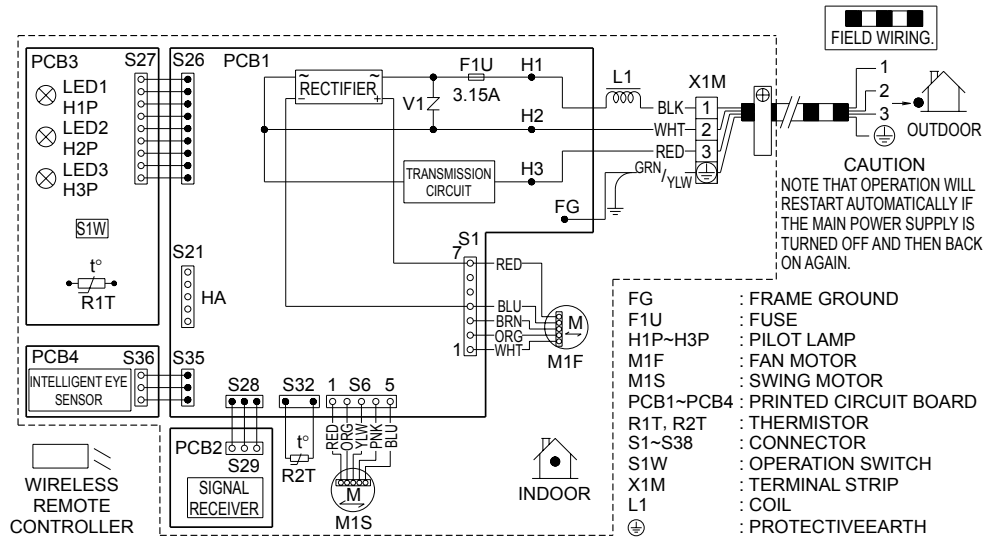 FIELD WIRING.
PCB3
S27
S26
PCB1
LED1
H1P
LED2
H2P
LED3
H3P
S1W
t°
R1T
S21
HA
PCB4
S36
S35
INTELLIGENT EYE
SENSOR
~ ~
RECTIFIER
− +
V1
F1U
3.15A
H1
H2
H3
TRANSMISSION
CIRCUIT
FG
L1
X1M
BLK 1
WHT 2
RED 3
GRN/YLW
1
2
3
OUTDOOR
CAUTION
NOTE THAT OPERATION WILL
RESTART AUTOMATICALLY IF
THE MAIN POWER SUPPLY IS
TURNED OFF AND THEN BACK
ON AGAIN.
S1
7
RED
BLU
BRN
ORG
1 WHT
M
M1F
S28
S32
1 S6 5
RED
ORG
YLW
PNK
BLU
PCB2
S29
SIGNAL
RECEIVER
t°
R2T
M
M1S
WIRELESS
REMOTE
CONTROLLER
INDOOR
FG : FRAME GROUND
F1U : FUSE
H1P~H3P : PILOT LAMP
M1F : FAN MOTOR
M1S : SWING MOTOR
PCB1~PCB4 : PRINTED CIRCUIT BOARD
R1T, R2T : THERMISTOR
S1~S38 : CONNECTOR
S1W : OPERATION SWITCH
X1M : TERMINAL STRIP
L1 : COIL
: PROTECTIVEEARTH